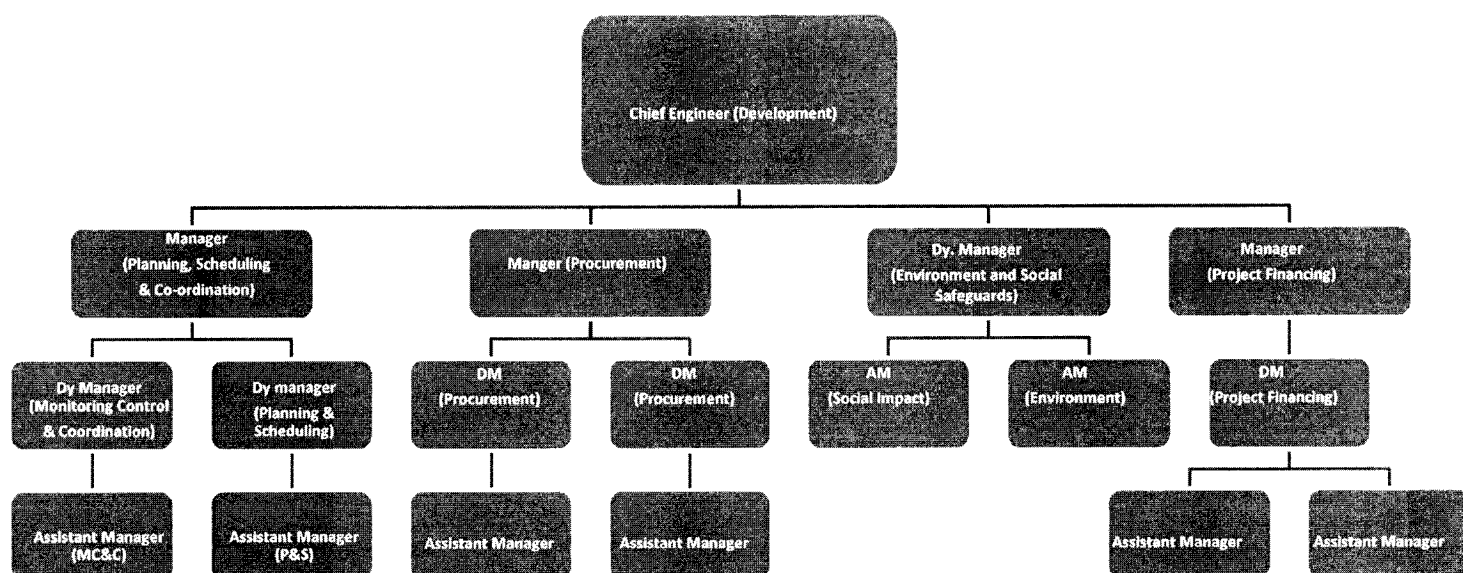 Chief Engineer (Development)
Manager
(Planning, Scheduling
& Co-ordination)
Manger (Procurement)
Dy. Manager
(Environment and Social
Safeguards)
Manager
(Project Financing)
Dy Manager
(Monitoring Control
& Coordination)
Dy manager
(Planning &
Scheduling)
DM
(Procurement)
DM
(Procurement)
AM
(Social Impact)
AM
(Environment)
DM
(Project Financing)
Assistant Manager
(MC&C)
Assistant Manager
(P&S)
Assistant Manager
Assistant Manager
Assistant Manager
Assistant Manager